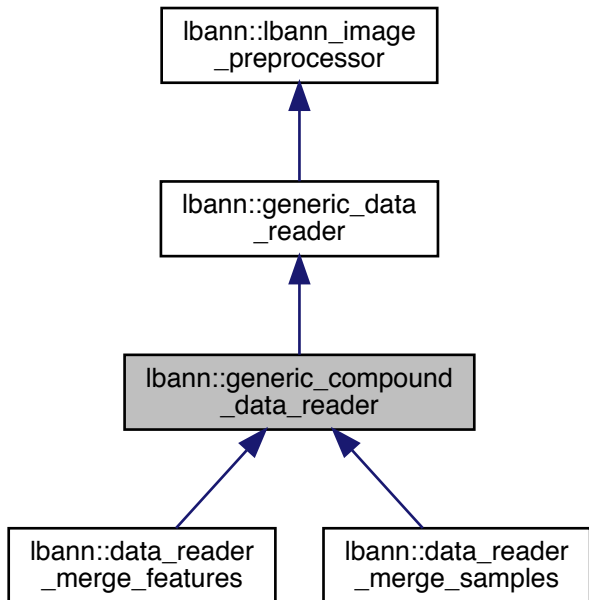 lbann::lbann_image
_preprocessor
lbann::generic_data
_reader
lbann::generic_compound
_data_reader
lbann::data_reader
_merge_features
lbann::data_reader
_merge_samples